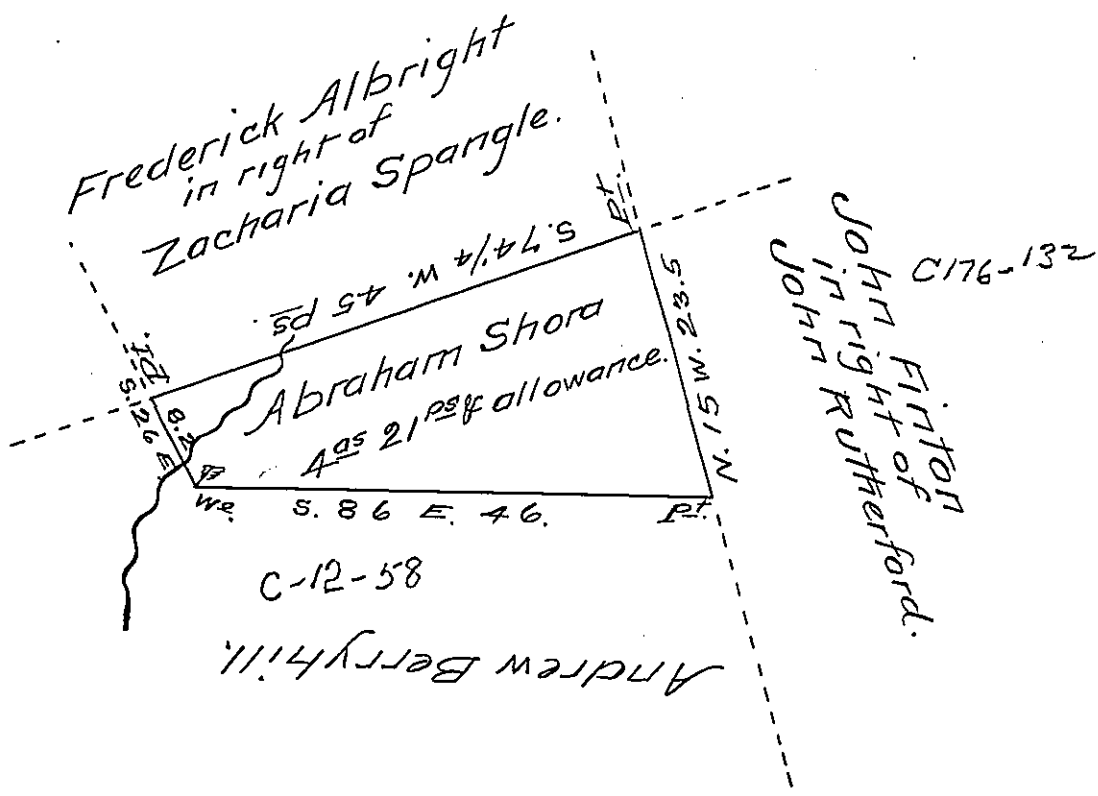 Frederick Albright
in right of
Zacharia Spangle.
Pt.
S. 74 1/4 W. 45 ps.
N. 15 W. 23.5
Abraham Shora
4as 21ps & allowance.
S. 126 E.
8.2
We.
S. 86 E. 46.
Pt.
C-12-58
Andrew Berryhill.
John Finton
in right of
John Rutherford.
C176-132